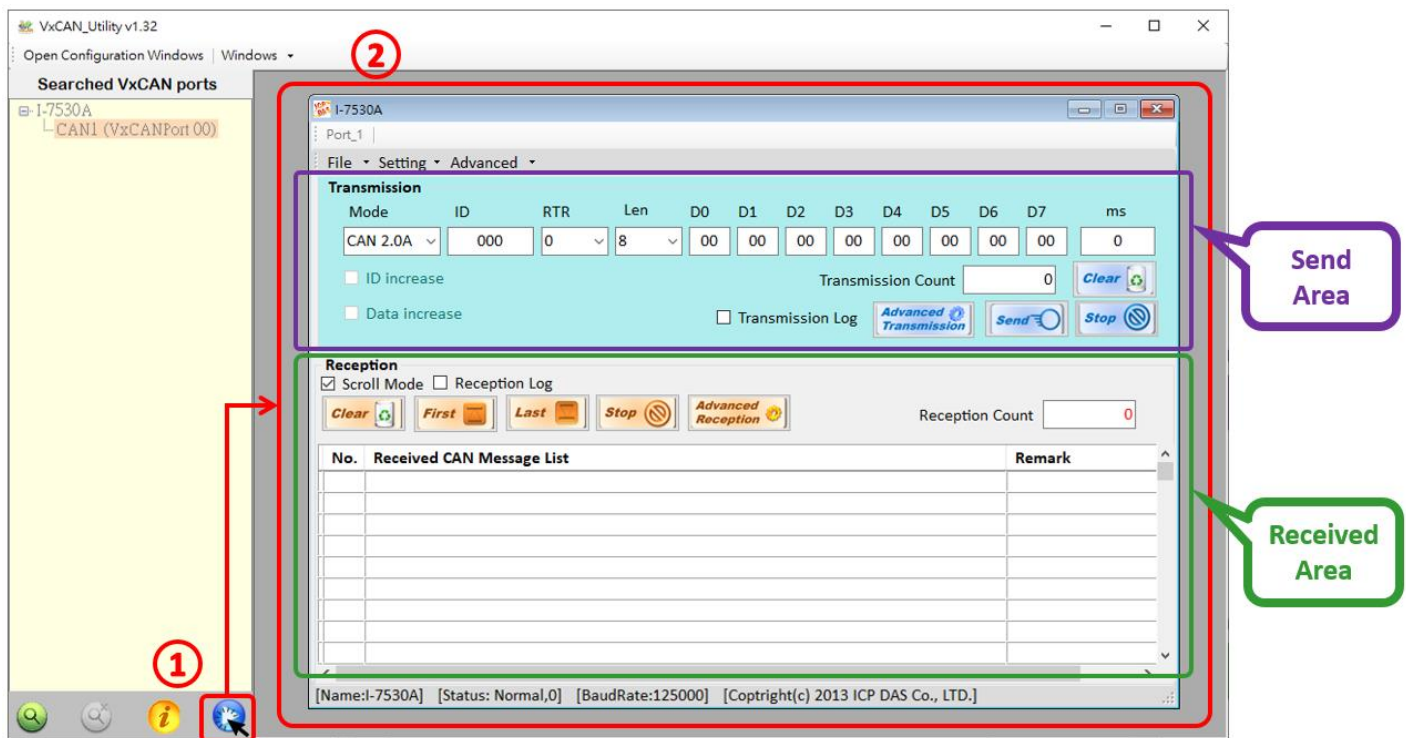 VxCAN_Utility v1.32
Open Configuration Windows Windows
Searched VxCAN ports
I-7530A
CAN1 (VxCANPort 00)
②
I-7530A
Port_1
File Setting Advanced
Transmission
Mode ID RTR Len D0 D1 D2 D3 D4 D5 D6 D7 ms
CAN 2.0A 000 0 8 00 00 00 00 00 00 00 00 0
ID increase Transmission Count 0 Clear
Data increase Transmission Log Advanced Transmission Send Stop
Send
Area
Reception
Scroll Mode Reception Log
Clear First Last Stop Advanced Reception Reception Count 0
No. Received CAN Message List Remark
Received
Area
①
[Name:I-7530A] [Status: Normal,0] [BaudRate:125000] [Coptright(c) 2013 ICP DAS Co., LTD.]